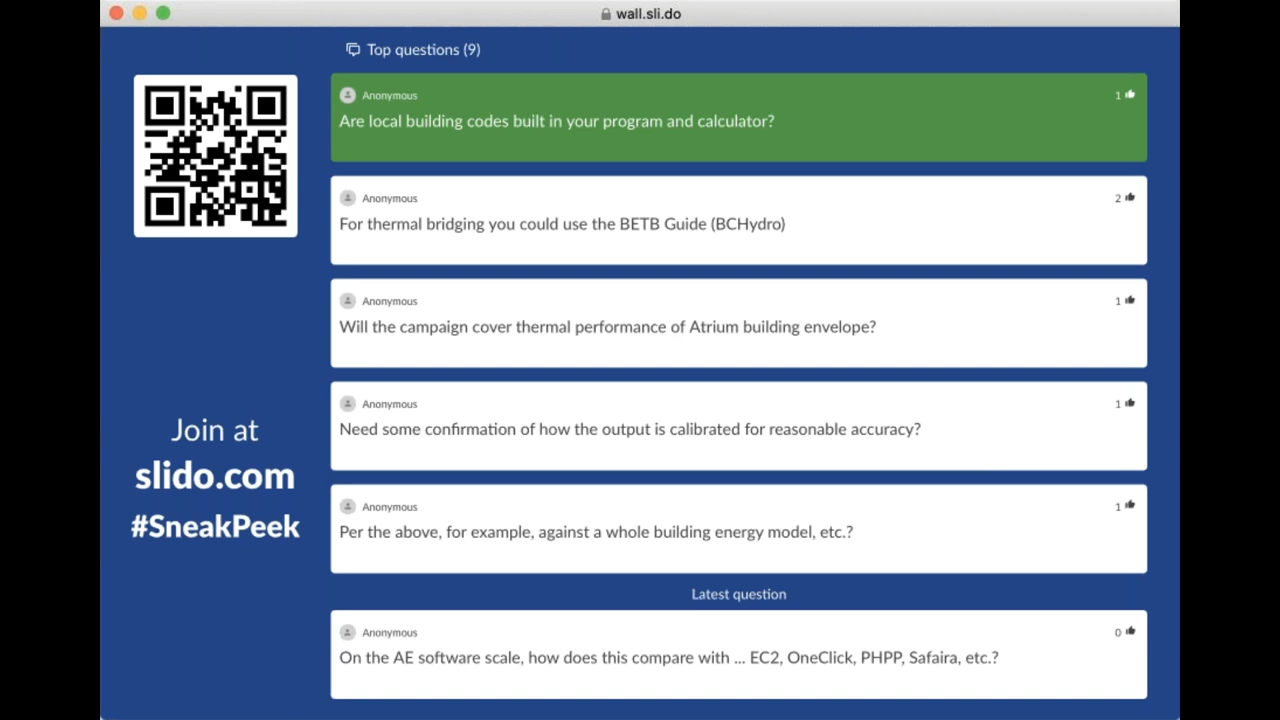 wall.sli.do
Top questions (9)
Anonymous
1
Are local building codes built in your program and calculator?
Anonymous
2
For thermal bridging you could use the BETB Guide (BCHydro)
Anonymous
1
Will the campaign cover thermal performance of Atrium building envelope?
Anonymous
1
Need some confirmation of how the output is calibrated for reasonable accuracy?
Anonymous
1
Per the above, for example, against a whole building energy model, etc.?
Latest question
Anonymous
0
On the AE software scale, how does this compare with ... EC2, OneClick, PHPP, Safaira, etc.?
Join at
slido.com
#SneakPeek